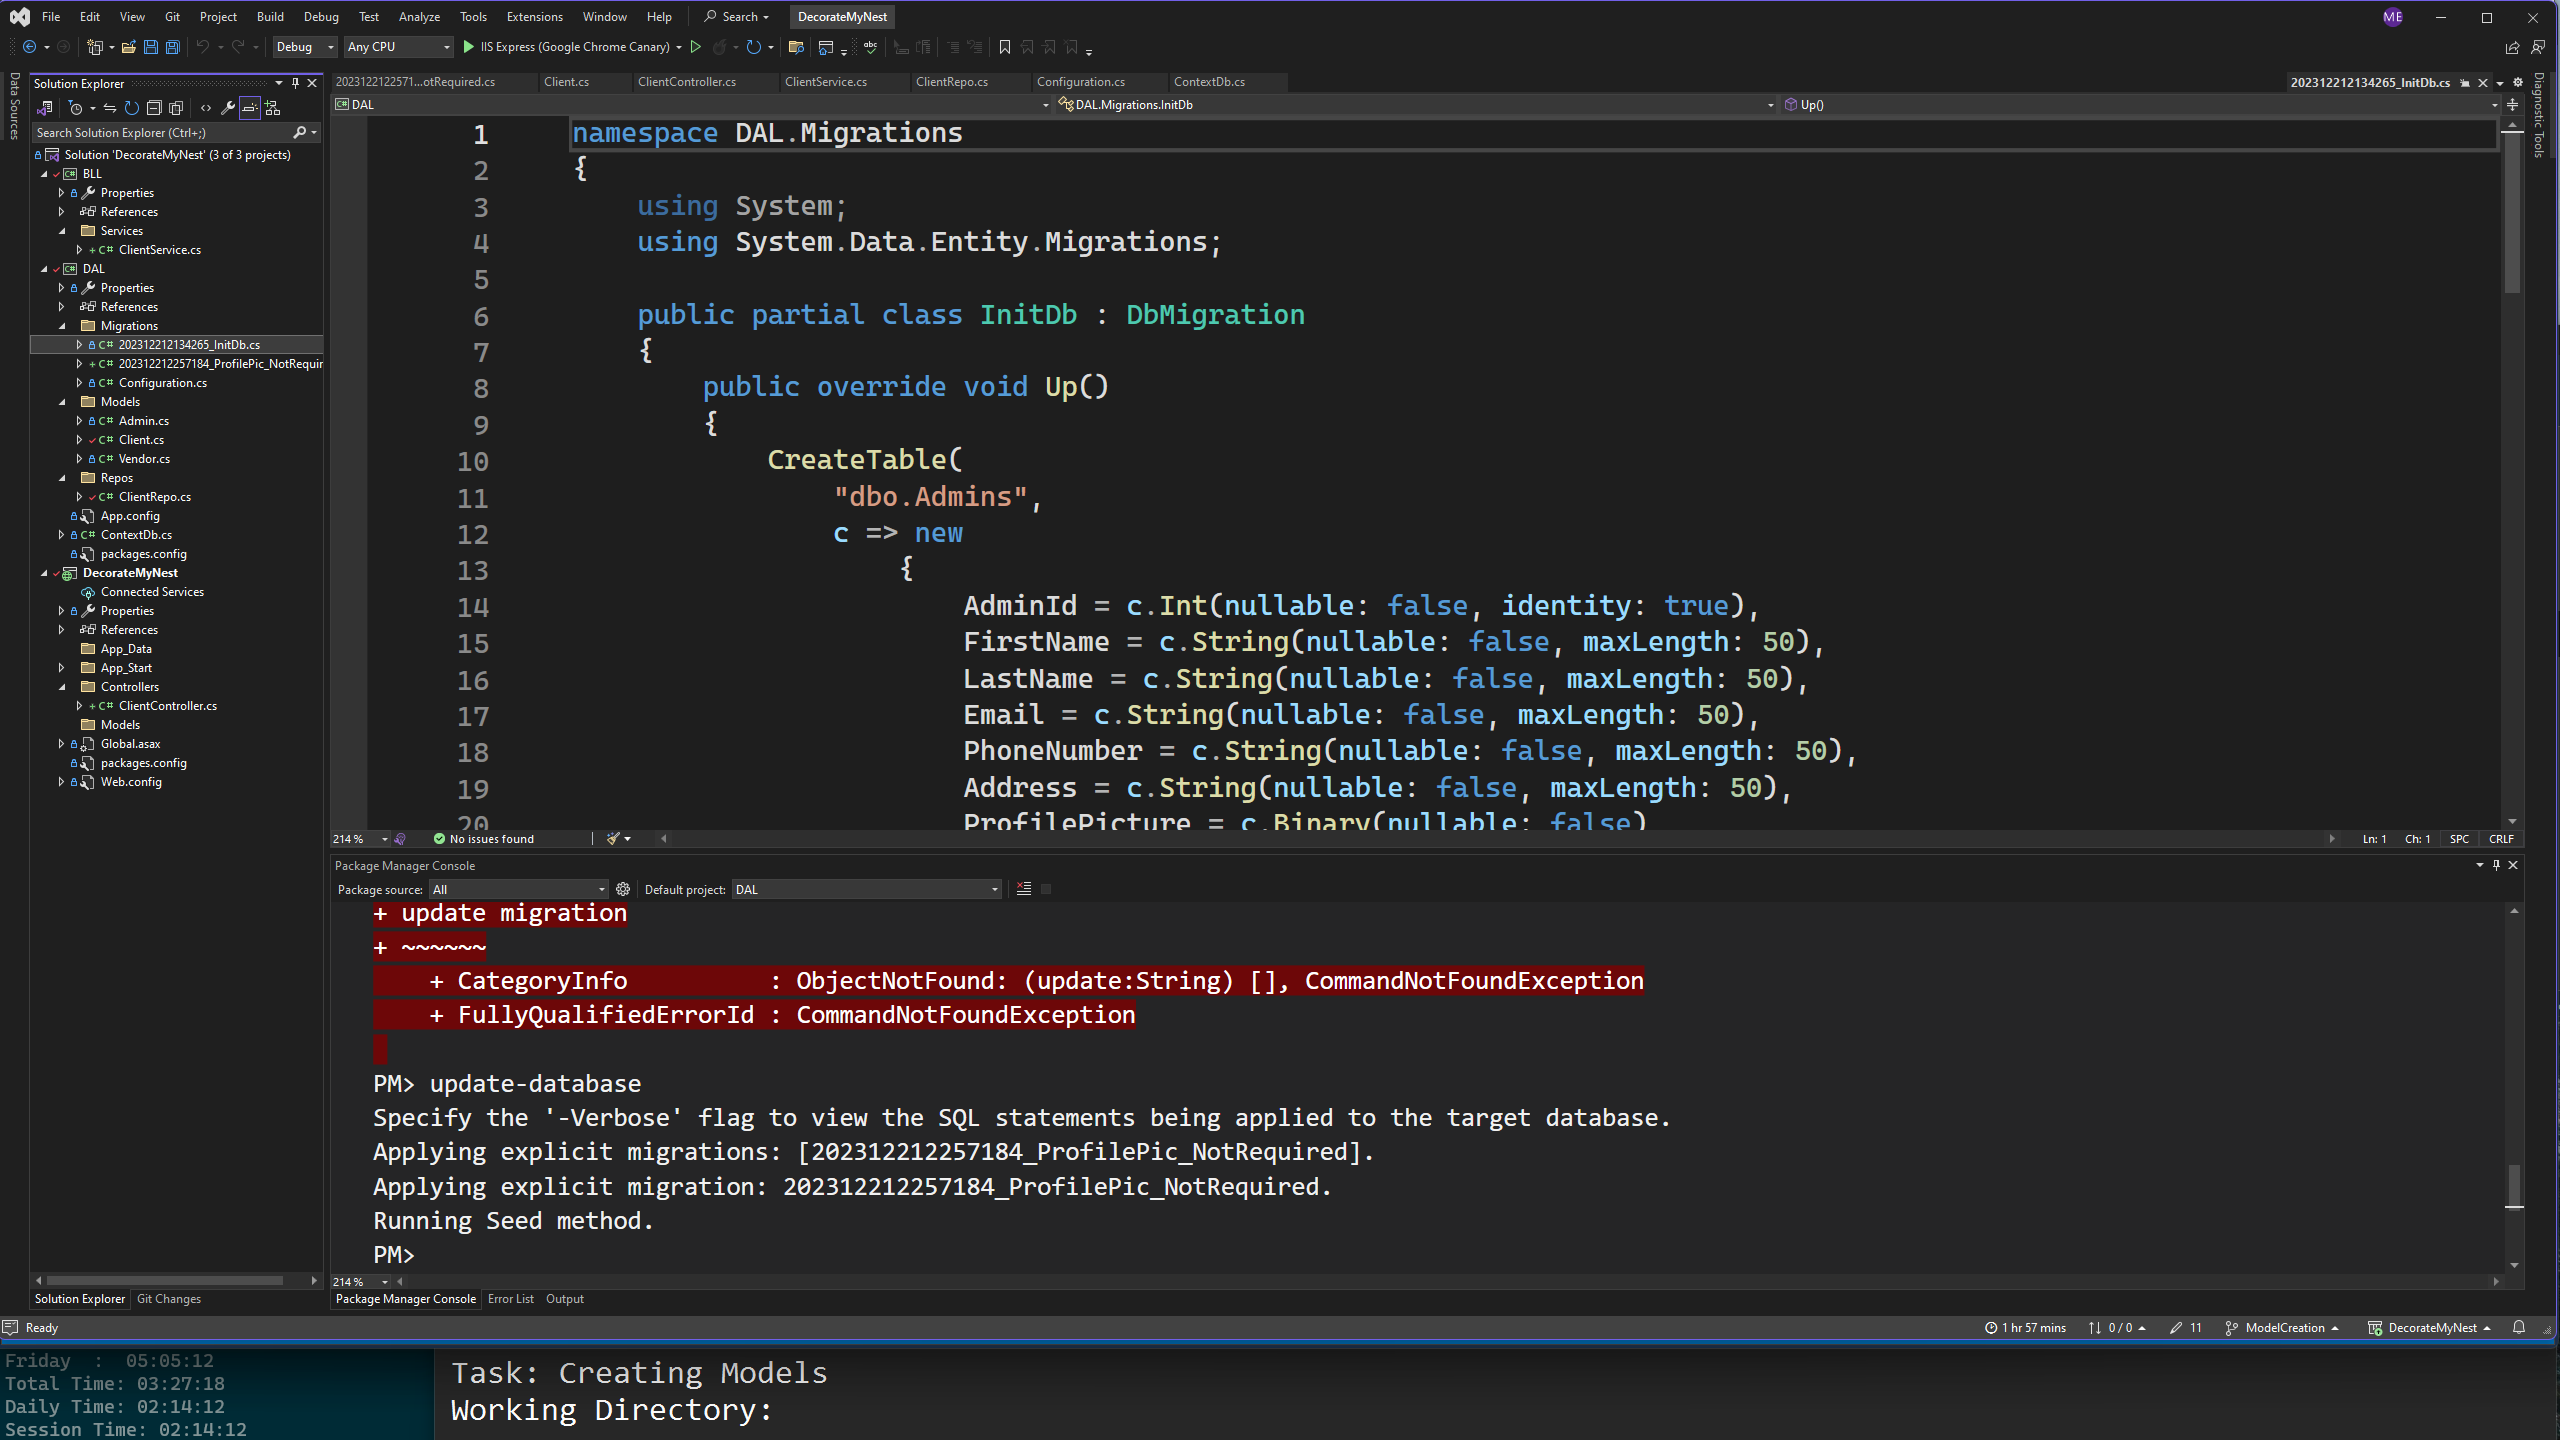 File Edit View Git Project Build Debug Test Analyze Tools Extensions Window Help Search DecorateMyNest ME
Debug Any CPU IIS Express (Google Chrome Canary)
Data Sources
Solution Explorer
Search Solution Explorer (Ctrl+;)
Solution 'DecorateMyNest' (3 of 3 projects)
BLL
Properties
References
Services
C# ClientService.cs
DAL
Properties
References
Migrations
C# 202312212134265_InitDb.cs
C# 202312212257184_ProfilePic_NotRequir
C# Configuration.cs
Models
C# Admin.cs
C# Client.cs
C# Vendor.cs
Repos
C# ClientRepo.cs
App.config
C# ContextDb.cs
packages.config
DecorateMyNest
Connected Services
Properties
References
App_Data
App_Start
Controllers
C# ClientController.cs
Models
Global.asax
packages.config
Web.config
Solution Explorer Git Changes
2023122122571...otRequired.cs Client.cs ClientController.cs ClientService.cs ClientRepo.cs Configuration.cs ContextDb.cs 202312212134265_InitDb.cs
DAL DAL.Migrations.InitDb Up()
1 namespace DAL.Migrations
2 {
3 using System;
4 using System.Data.Entity.Migrations;
5
6 public partial class InitDb : DbMigration
7 {
8 public override void Up()
9 {
10 CreateTable(
11 "dbo.Admins",
12 c => new
13 {
14 AdminId = c.Int(nullable: false, identity: true),
15 FirstName = c.String(nullable: false, maxLength: 50),
16 LastName = c.String(nullable: false, maxLength: 50),
17 Email = c.String(nullable: false, maxLength: 50),
18 PhoneNumber = c.String(nullable: false, maxLength: 50),
19 Address = c.String(nullable: false, maxLength: 50),
20 ProfilePicture = c.Binary(nullable: false)
214 % No issues found Ln: 1 Ch: 1 SPC CRLF
Diagnostic Tools
Package Manager Console
Package source: All Default project: DAL
+ update migration
+ ~~~~~~
+ CategoryInfo : ObjectNotFound: (update:String) [], CommandNotFoundException
+ FullyQualifiedErrorId : CommandNotFoundException
PM> update-database
Specify the '-Verbose' flag to view the SQL statements being applied to the target database.
Applying explicit migrations: [202312212257184_ProfilePic_NotRequired].
Applying explicit migration: 202312212257184_ProfilePic_NotRequired.
Running Seed method.
PM>
214 %
Package Manager Console Error List Output
Ready 1 hr 57 mins 0 / 0 11 ModelCreation DecorateMyNest
Friday : 05:05:12
Total Time: 03:27:18
Daily Time: 02:14:12
Session Time: 02:14:12
Task: Creating Models
Working Directory: